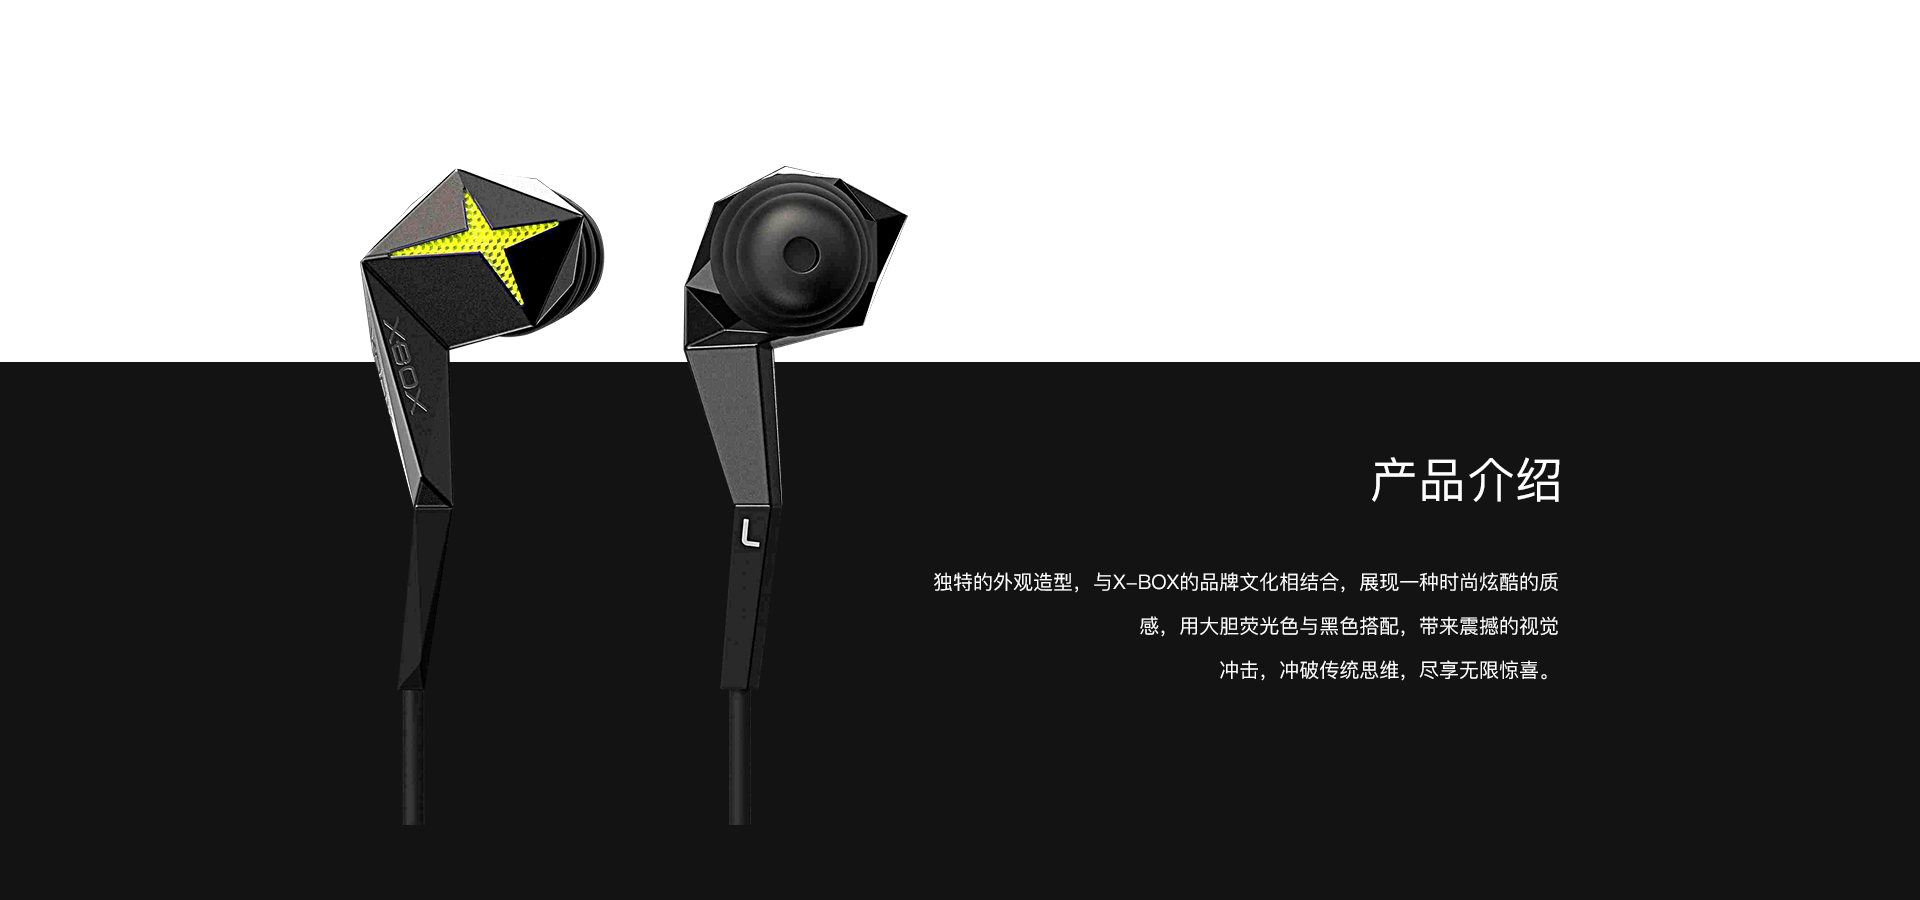 XBOX
L
产品介绍
独特的外观造型，与X-BOX的品牌文化相结合，展现一种时尚炫酷的质
感，用大胆荧光色与黑色搭配，带来震撼的视觉
冲击，冲破传统思维，尽享无限惊喜。